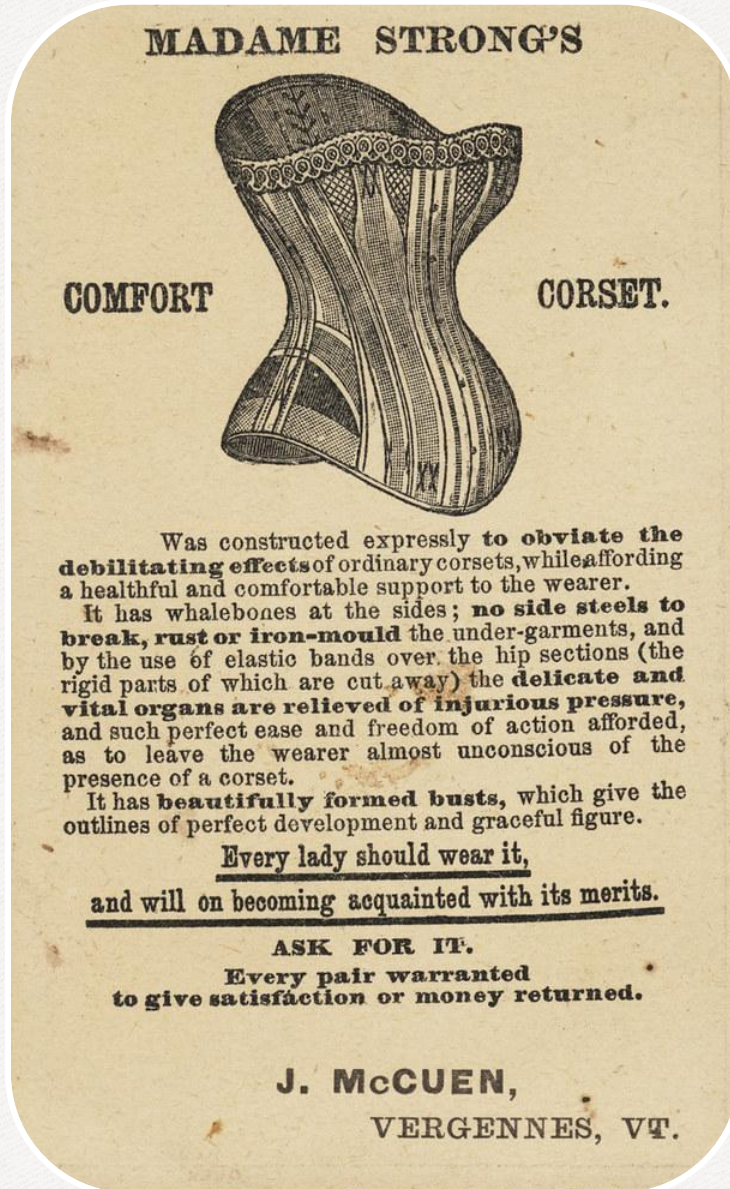 MADAME STRONG'S
COMFORT CORSET.
Was constructed expressly to obviate the
debilitating effects of ordinary corsets, while affording
a healthful and comfortable support to the wearer.
It has whalebones at the sides; no side steels to
break, rust or iron-mould the under-garments, and
by the use of elastic bands over the hip sections (the
rigid parts of which are cut away) the delicate and
vital organs are relieved of injurious pressure,
and such perfect ease and freedom of action afforded,
as to leave the wearer almost unconscious of the
presence of a corset.
It has beautifully formed busts, which give the
outlines of perfect development and graceful figure.
Every lady should wear it,
and will on becoming acquainted with its merits.
ASK FOR IT.
Every pair warranted
to give satisfaction or money returned.
J. McCUEN,
VERGENNES, VT.